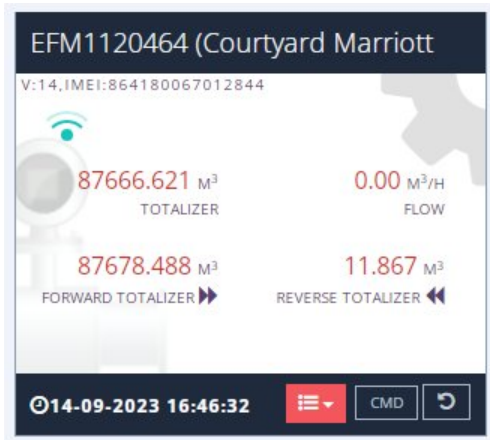 EFM1120464 (Courtyard Marriott
V:14,IMEI:864180067012844
87666.621 M³
TOTALIZER
0.00 M³/H
FLOW
87678.488 M³
FORWARD TOTALIZER
11.867 M³
REVERSE TOTALIZER
14-09-2023 16:46:32
CMD